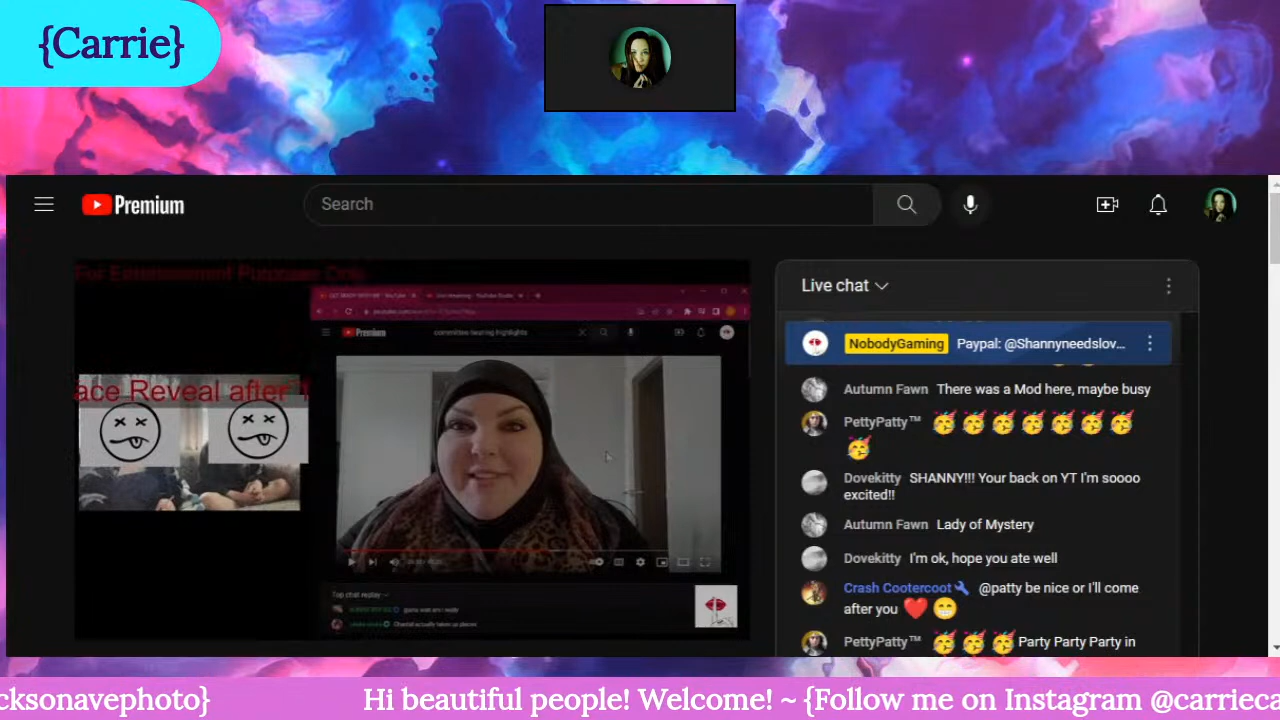 {Carrie}
Premium
Search
For Entertainment Purposes Only
Premium
committee hearing highlights
ace Reveal after
Top chat replay
Live chat
NobodyGaming Paypal: @Shannyneedslov...
Autumn Fawn There was a Mod here, maybe busy
PettyPatty™ 🥳🥳🥳🥳🥳🥳🥳
Dovekitty SHANNY!!! Your back on YT I'm soooo
excited!!
Autumn Fawn Lady of Mystery
Dovekitty I'm ok, hope you ate well
Crash Cootercoot @patty be nice or I'll come
after you ❤️😁
PettyPatty™ 🥳🥳🥳 Party Party Party in
cksonavephoto} Hi beautiful people! Welcome! ~ {Follow me on Instagram @carrieca